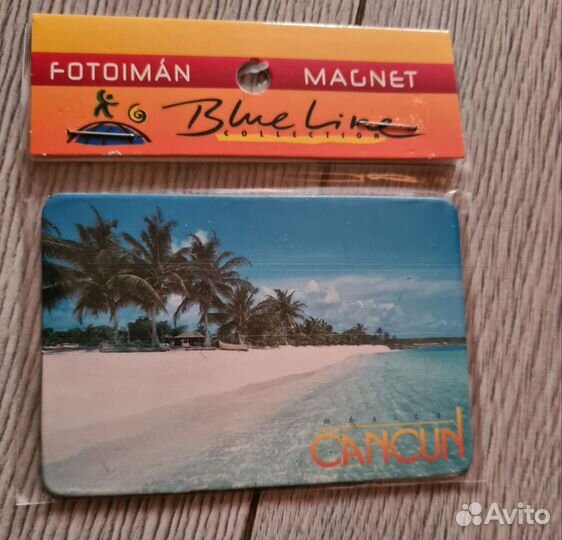 FOTOIMÁN MAGNET
Blue Line
COLLECTION
méxico
CANCUN
Avito